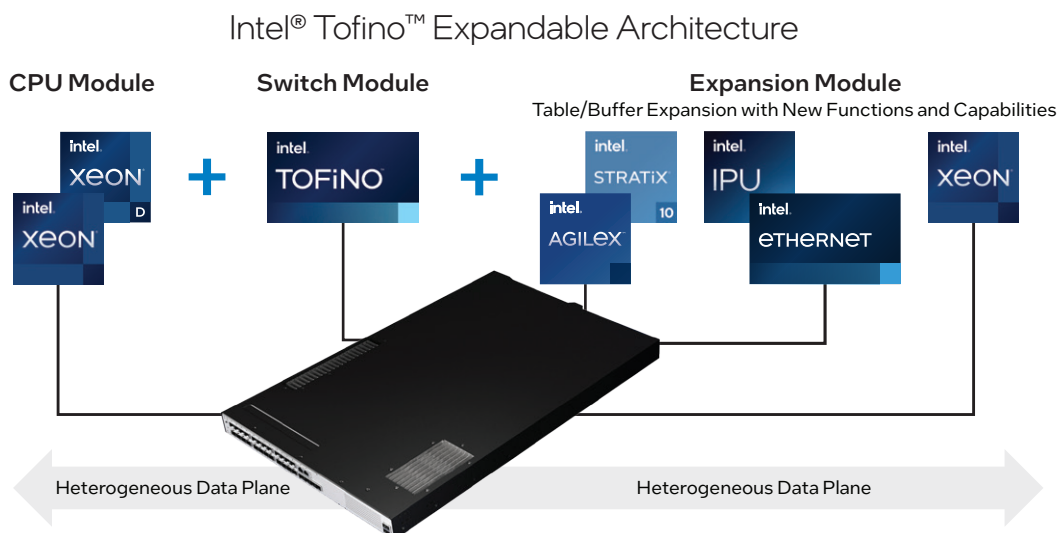 Intel® Tofino™ Expandable Architecture
CPU Module
Switch Module
Expansion Module
Table/Buffer Expansion with New Functions and Capabilities
intel.
XEON
D
intel.
XEON
intel.
TOFINO
intel.
STRATIX
10
intel.
AGILEX™
intel.
IPU
intel.
ETHERNET
intel.
XEON
Heterogeneous Data Plane
Heterogeneous Data Plane